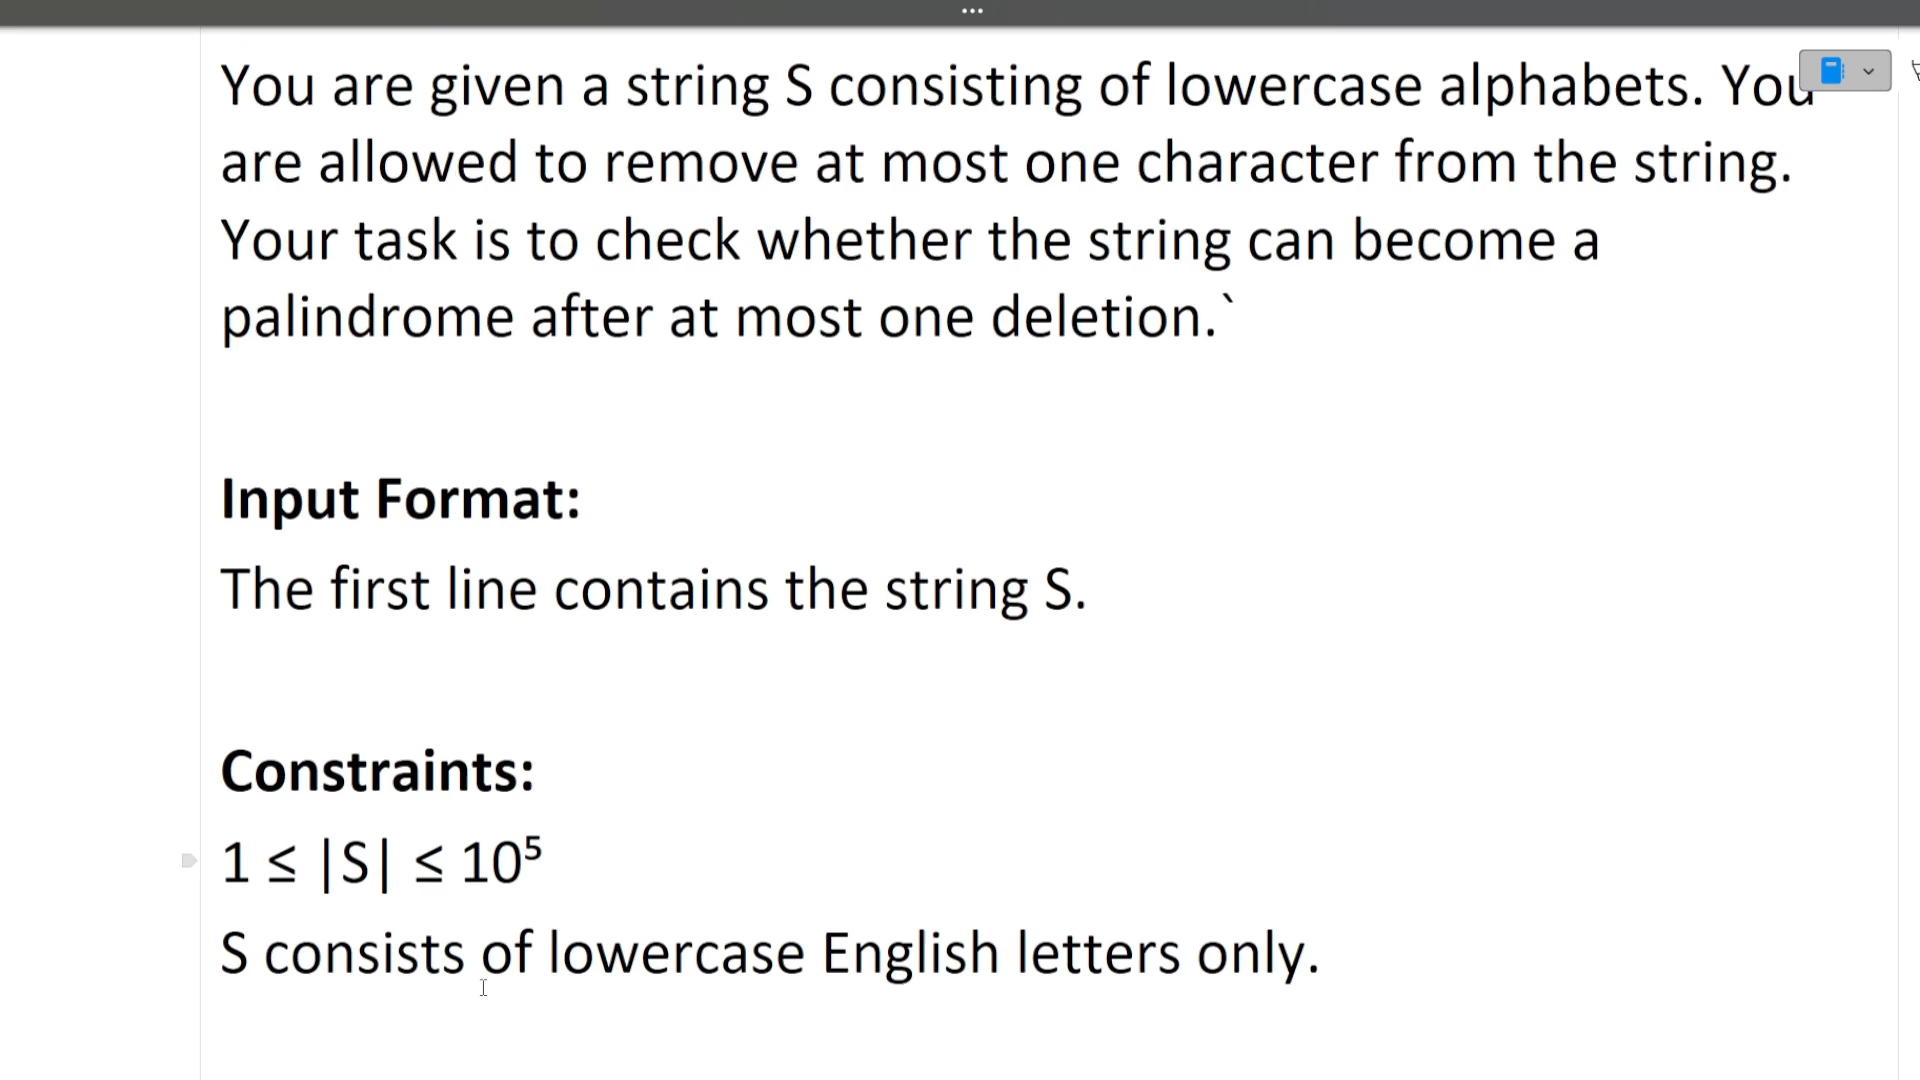 You are given a string S consisting of lowercase alphabets. You
are allowed to remove at most one character from the string.
Your task is to check whether the string can become a
palindrome after at most one deletion.`
Input Format:
The first line contains the string S.
Constraints:
1 ≤ |S| ≤ 10⁵
S consists of lowercase English letters only.